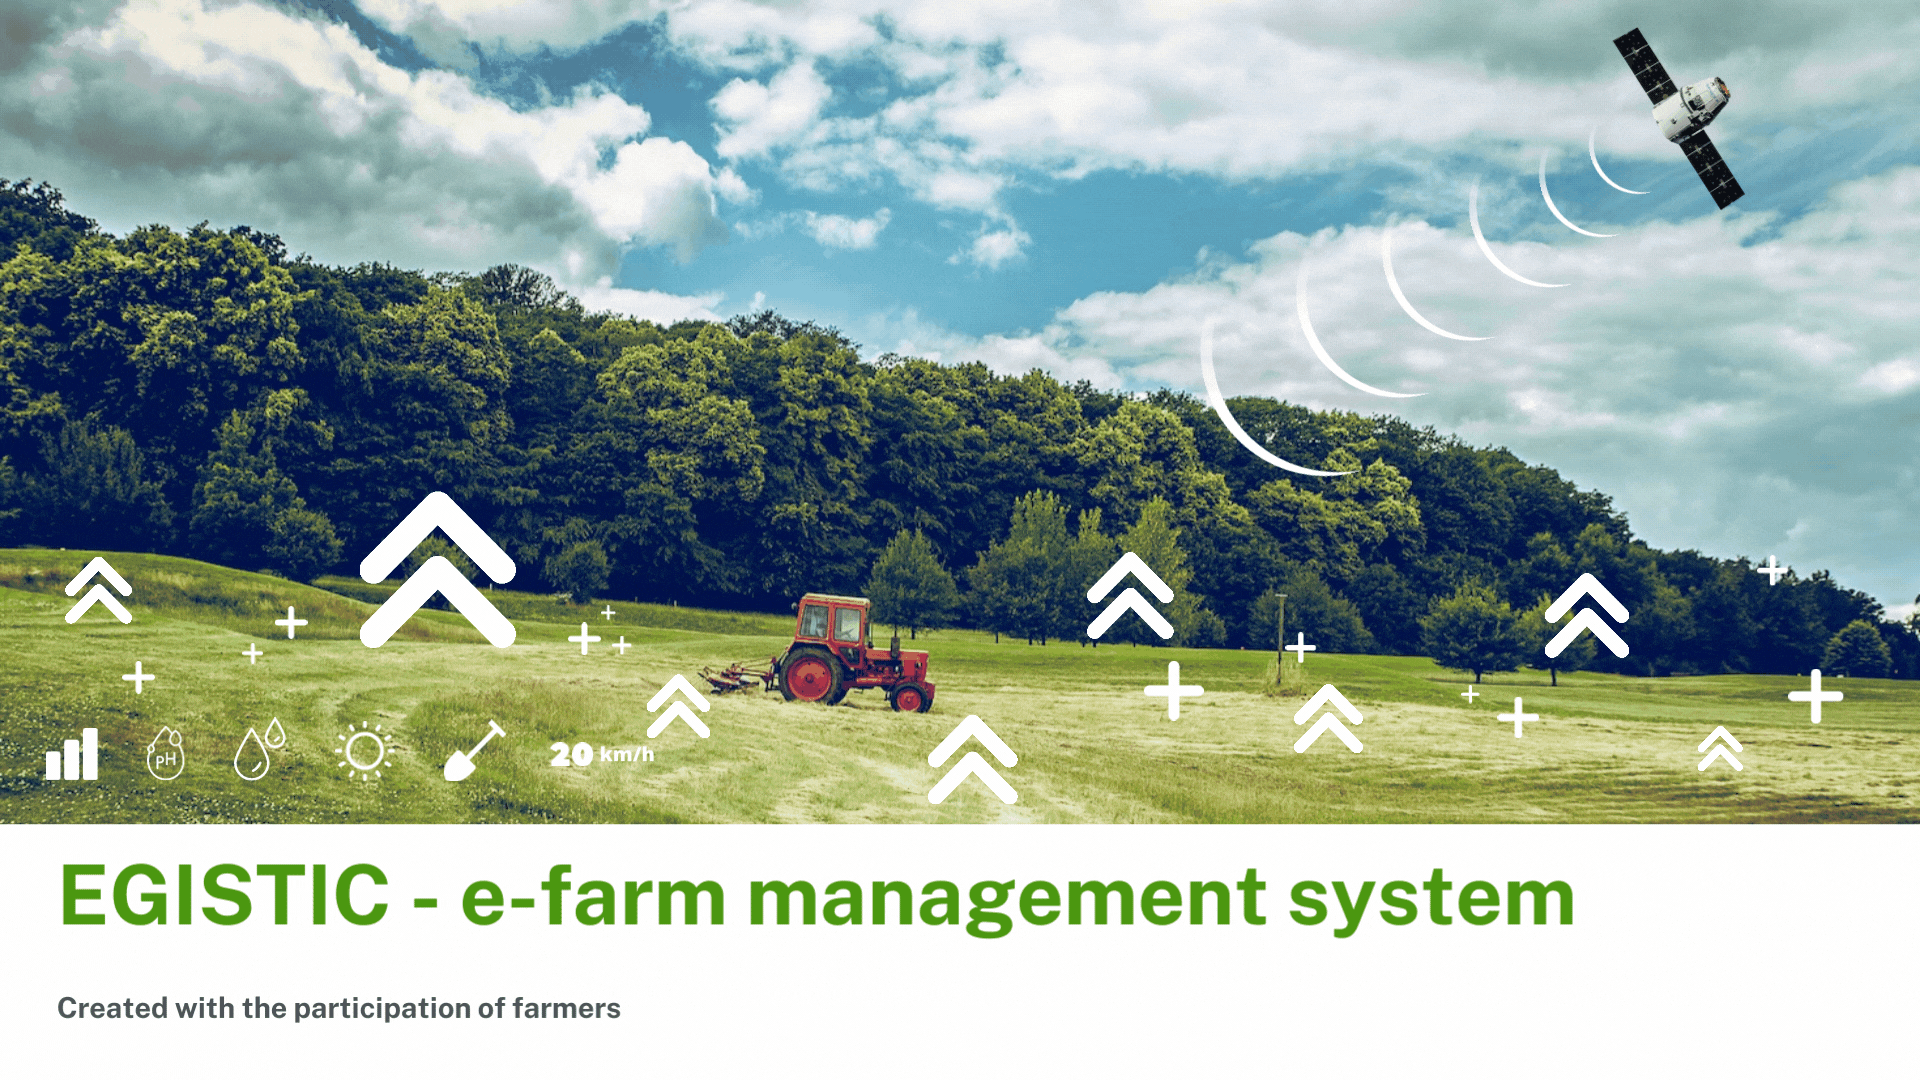 pH
20 km/h
EGISTIC - e-farm management system
Created with the participation of farmers